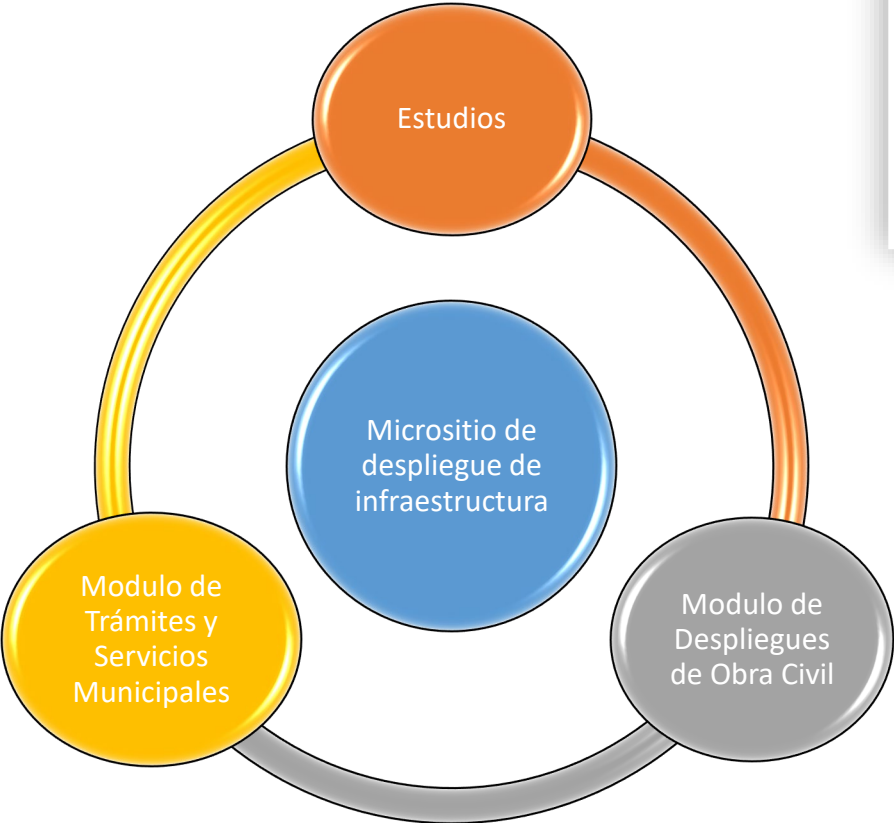 Estudios
Micrositio de
despliegue de
infraestructura
Modulo de
Trámites y
Servicios
Municipales
Modulo de
Despliegues
de Obra Civil